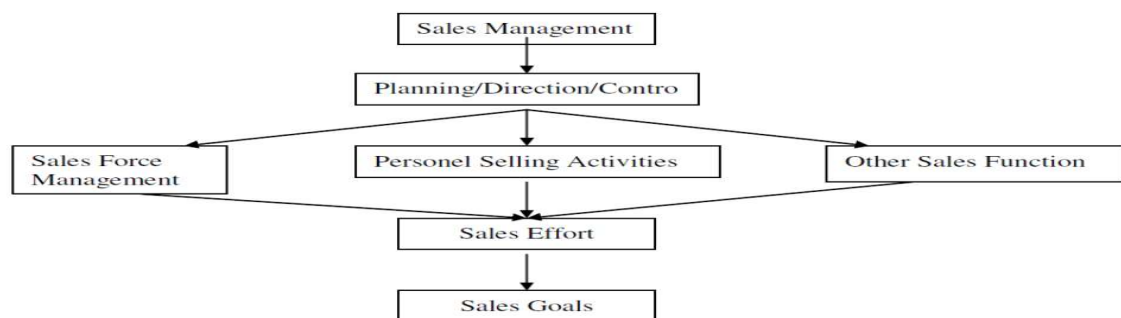 Sales Management
Planning/Direction/Contro
Sales Force
Management
Personel Selling Activities
Other Sales Function
Sales Effort
Sales Goals